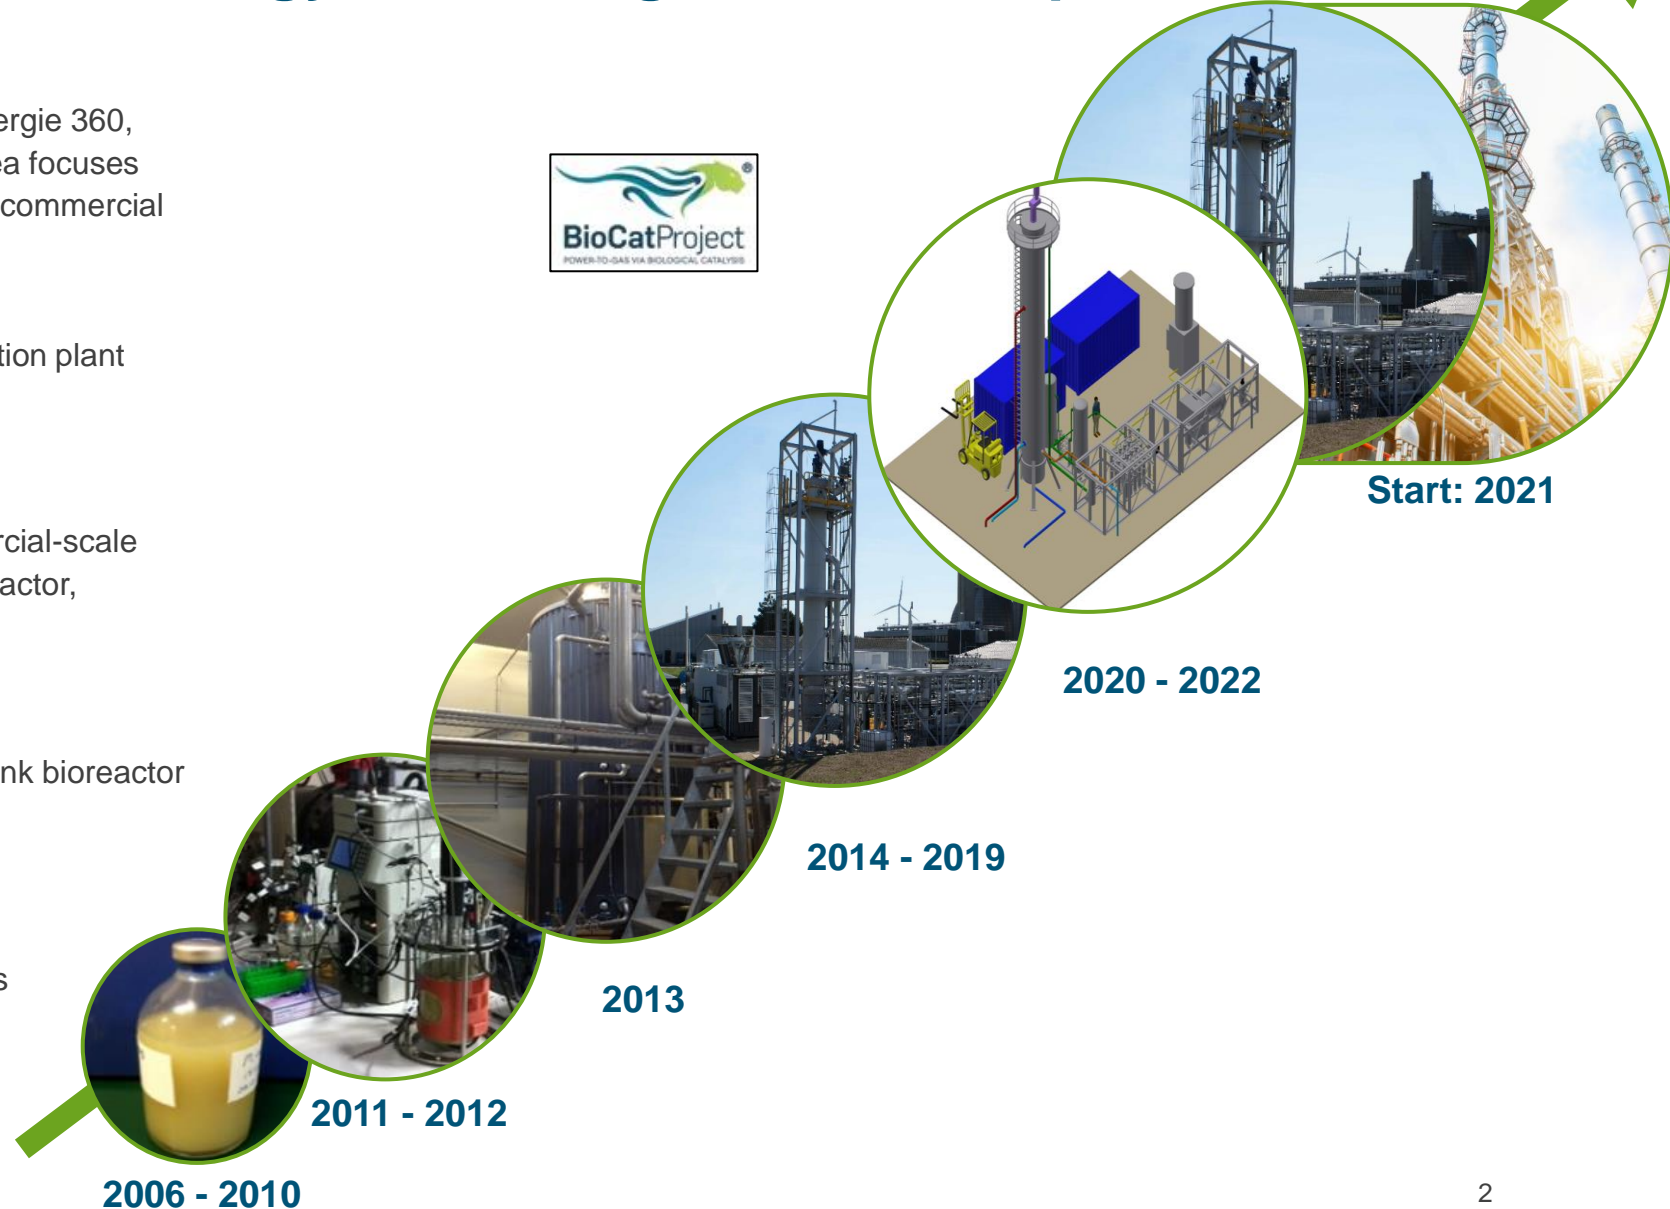 ergie 360,
ea focuses
commercial
BioCatProject
POWER-TO-GAS VIA BIOLOGICAL CATALYSIS
tion plant
Start: 2021
rcial-scale
actor,
2020 - 2022
nk bioreactor
2014 - 2019
s
2013
2011 - 2012
2006 - 2010
2